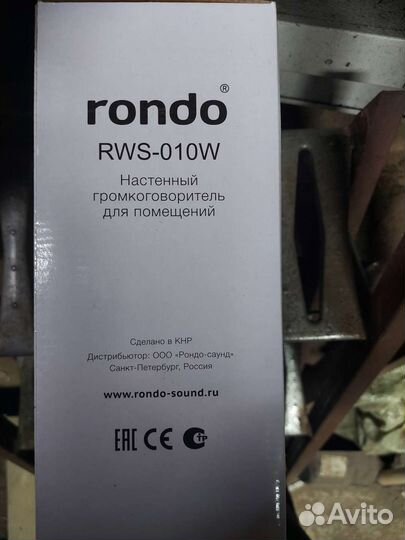 rondo®
RWS-010W
Настенный
громкоговоритель
для помещений
Сделано в КНР
Дистрибьютор: ООО «Рондо-саунд»
Санкт-Петербург, Россия
www.rondo-sound.ru
EAC CE TP
Avito